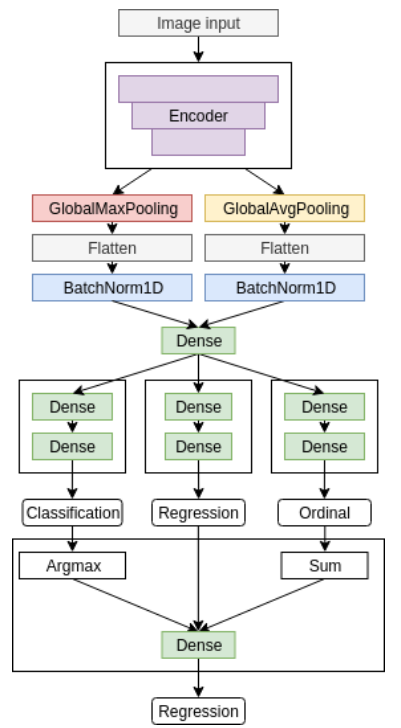 Image input
Encoder
GlobalMaxPooling GlobalAvgPooling
Flatten Flatten
BatchNorm1D BatchNorm1D
Dense
Dense Dense Dense
Dense Dense Dense
Classification Regression Ordinal
Argmax Sum
Dense
Regression